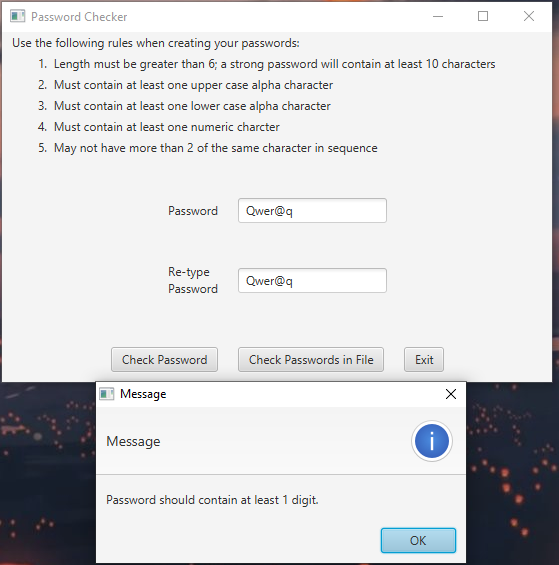 Password Checker
Use the following rules when creating your passwords:
1. Length must be greater than 6; a strong password will contain at least 10 characters
2. Must contain at least one upper case alpha character
3. Must contain at least one lower case alpha character
4. Must contain at least one numeric charcter
5. May not have more than 2 of the same character in sequence
Password Qwer@q
Re-type
Password Qwer@q
Check Password Check Passwords in File Exit
Message
Message
Password should contain at least 1 digit.
OK